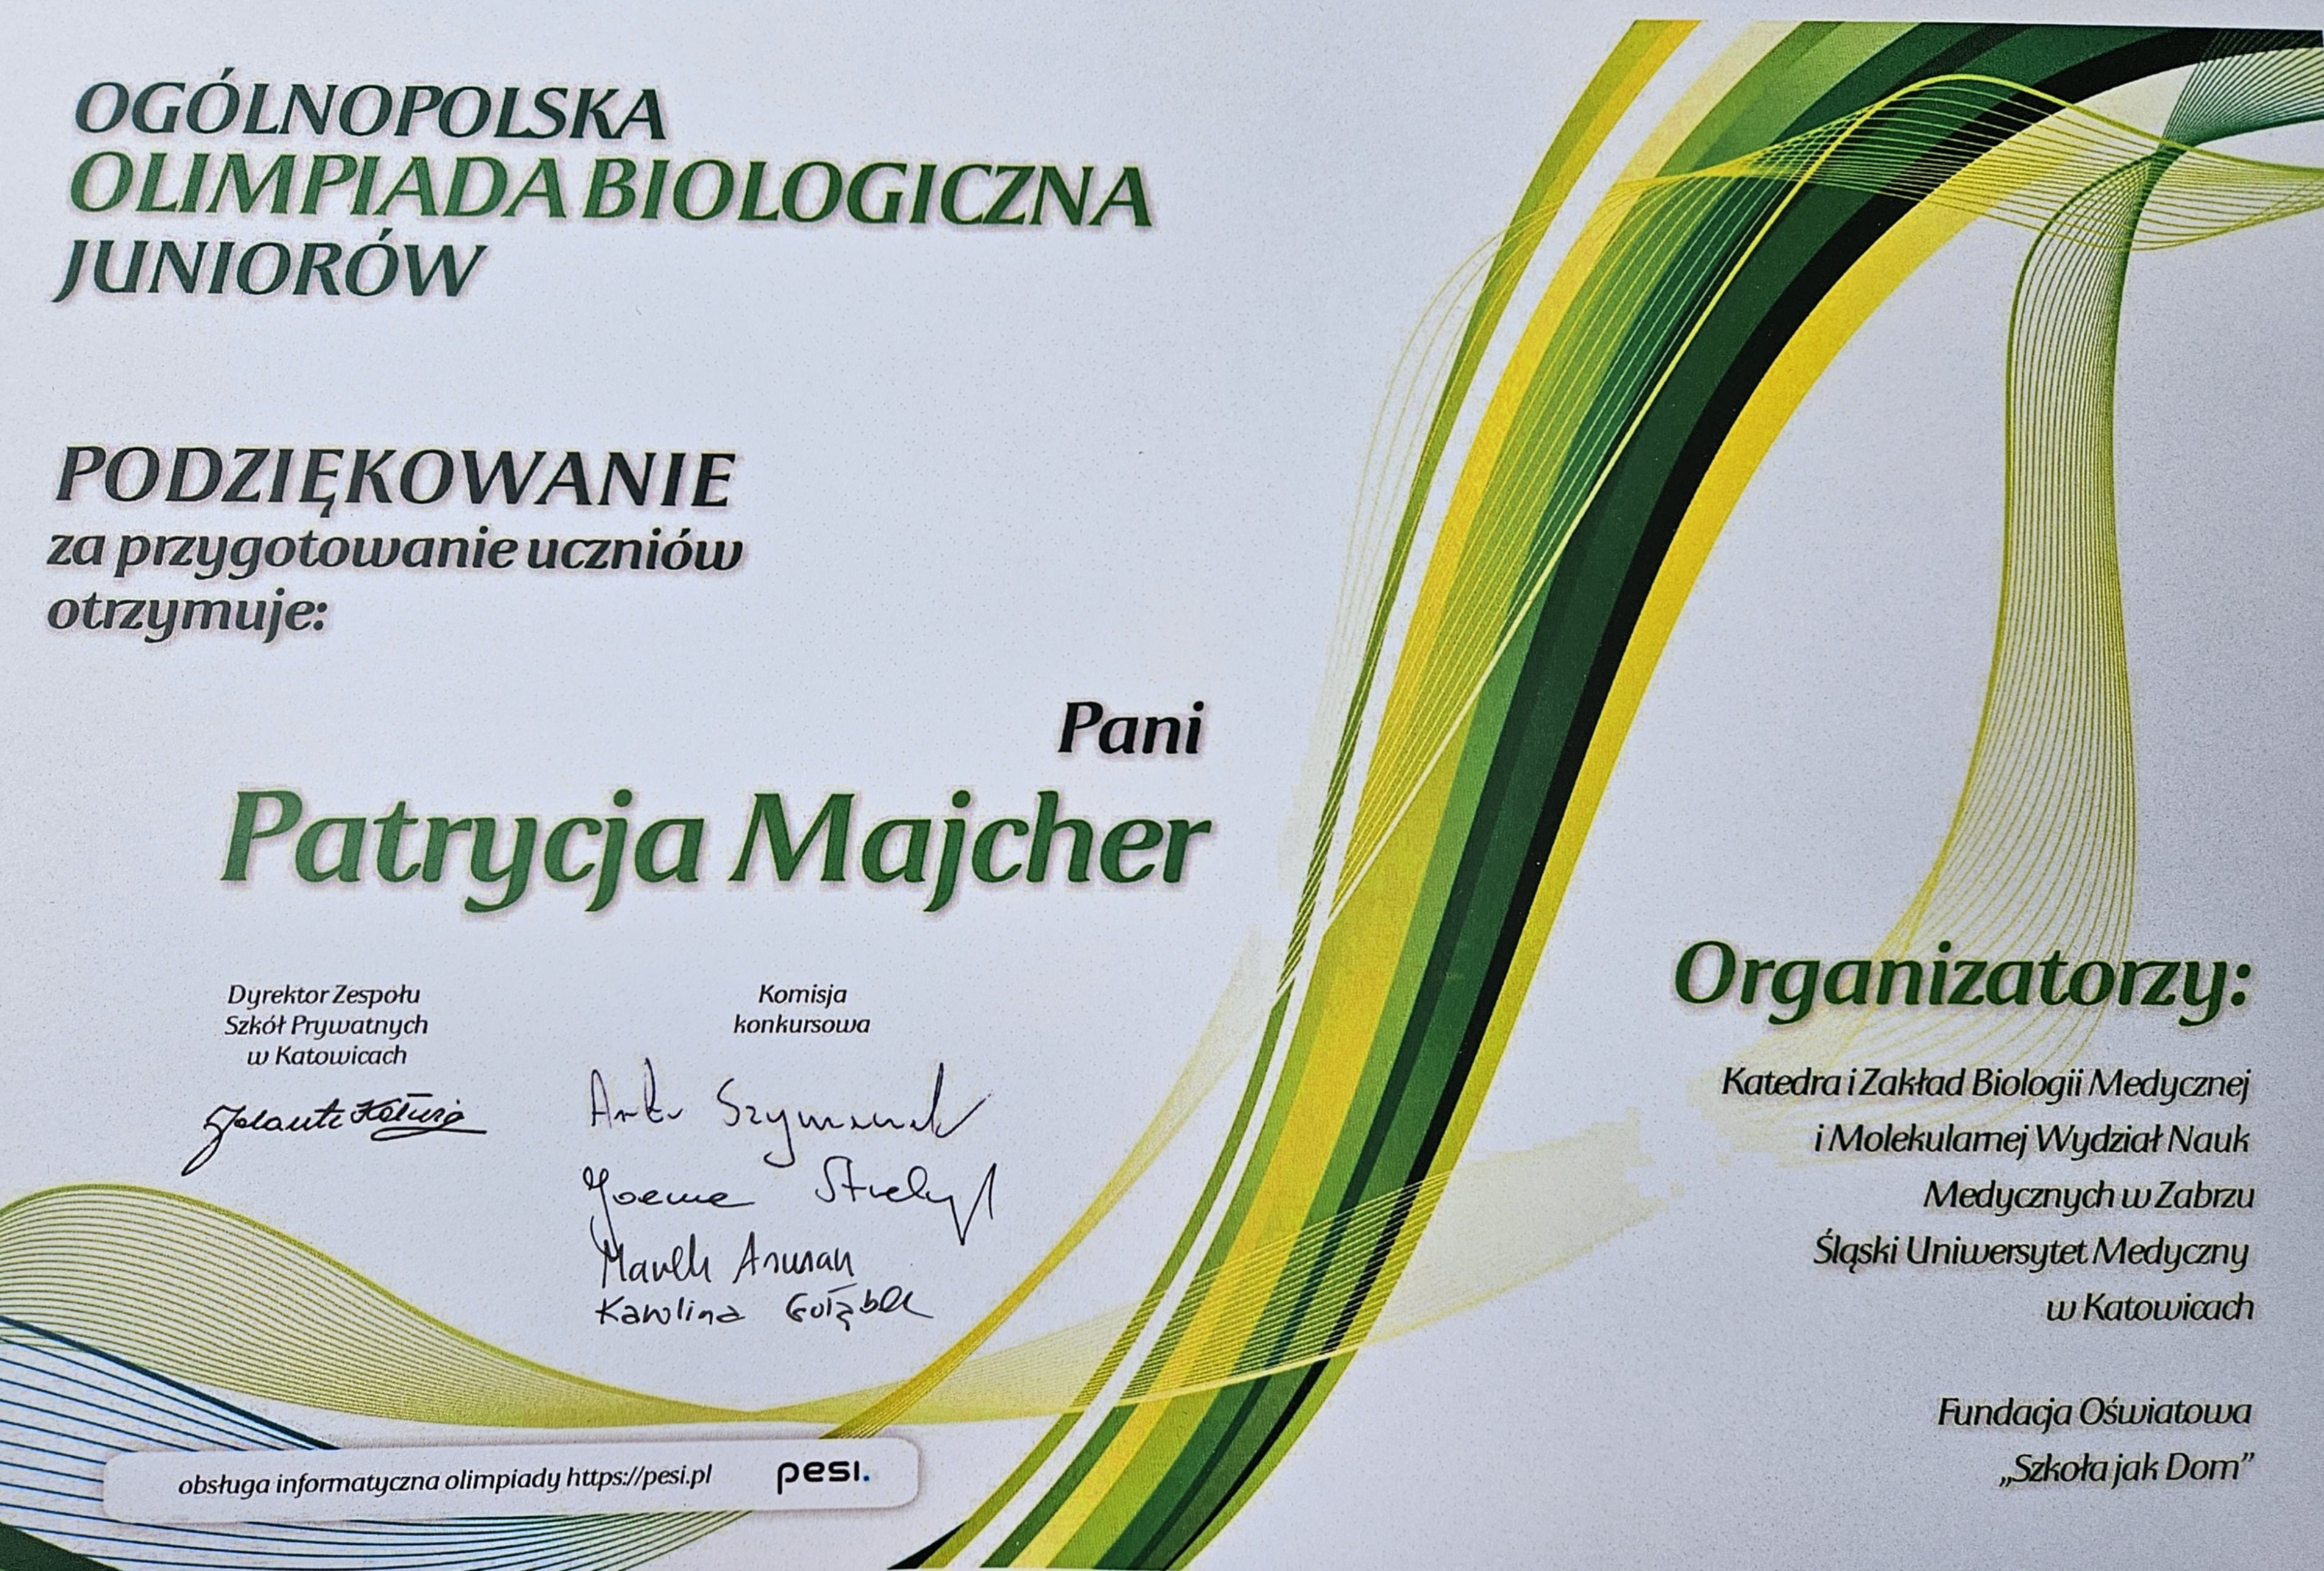 OGÓLNOPOLSKA
OLIMPIADA BIOLOGICZNA
JUNIORÓW
PODZIĘKOWANIE
za przygotowanie uczniów
otrzymuje:
Pani
Patrycja Majcher
Dyrektor Zespołu
Szkół Prywatnych
w Katowicach
Komisja
konkursowa
Karolina Gołąbek
Organizatorzy:
Katedra i Zakład Biologii Medycznej
i Molekularnej Wydział Nauk
Medycznych w Zabrzu
Śląski Uniwersytet Medyczny
w Katowicach
Fundacja Oświatowa
„Szkoła jak Dom”
obsługa informatyczna olimpiady https://pesi.pl
pesi.